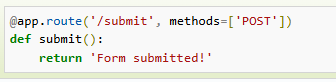 @app.route('/submit', methods=['POST'])
def submit():
    return 'Form submitted!'